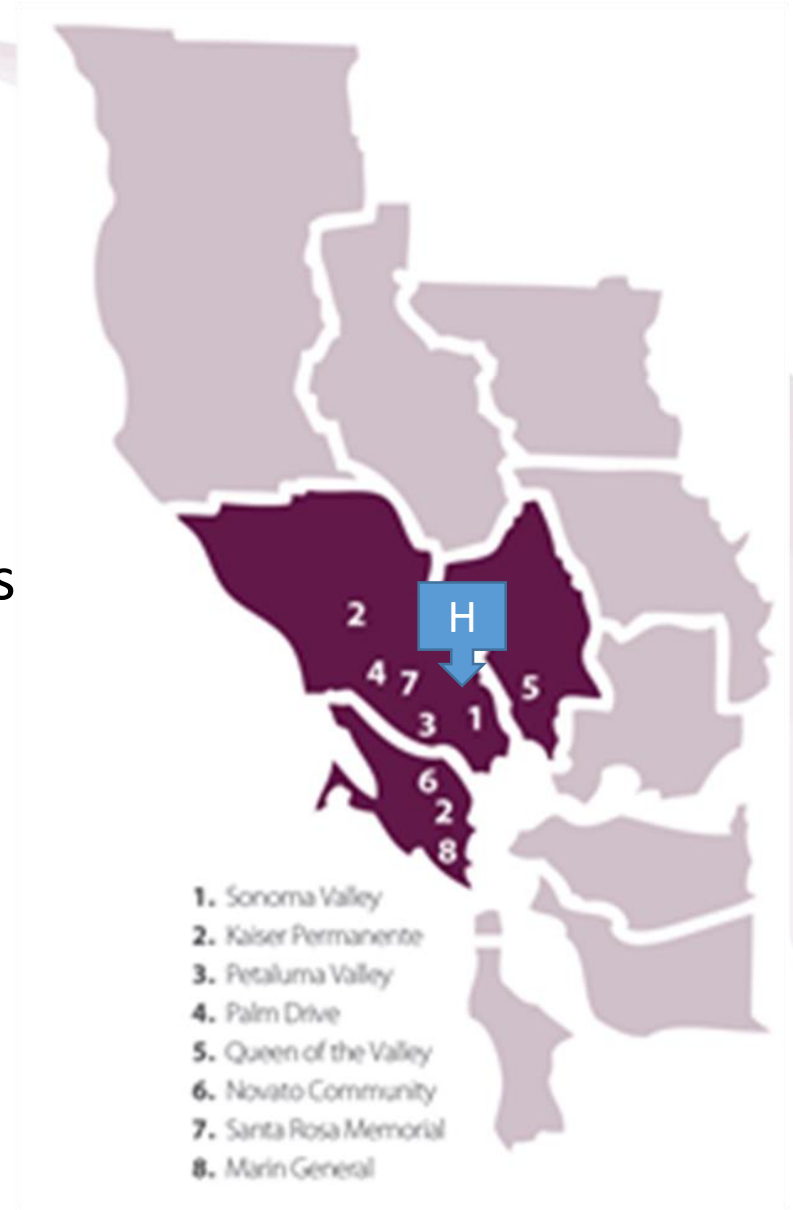 s
2
H
4 7
5
3
1
6
2
8
1. Sonoma Valley
2. Kaiser Permanente
3. Petaluma Valley
4. Palm Drive
5. Queen of the Valley
6. Novato Community
7. Santa Rosa Memorial
8. Marin General